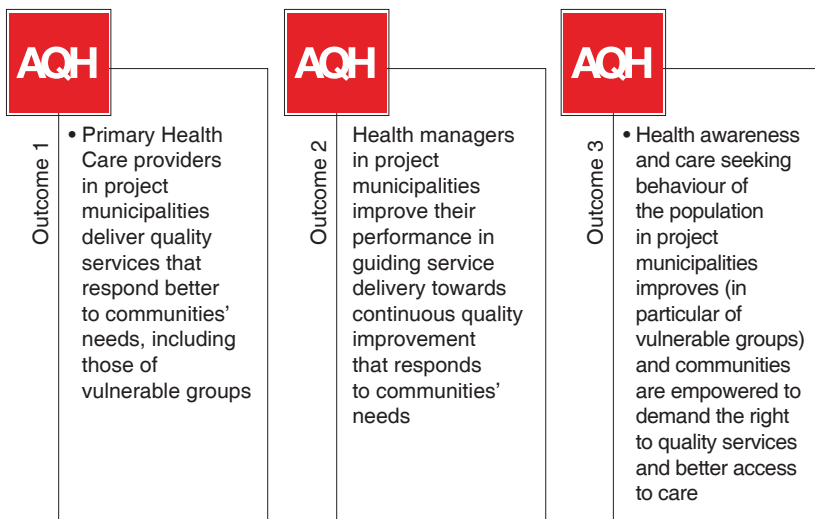 AQH
Outcome 1
• Primary Health
Care providers
in project
municipalities
deliver quality
services that
respond better
to communities’
needs, including
those of
vulnerable groups
AQH
Outcome 2
Health managers
in project
municipalities
improve their
performance in
guiding service
delivery towards
continuous quality
improvement
that responds
to communities’
needs
AQH
Outcome 3
• Health awareness
and care seeking
behaviour of
the population
in project
municipalities
improves (in
particular of
vulnerable groups)
and communities
are empowered to
demand the right
to quality services
and better access
to care